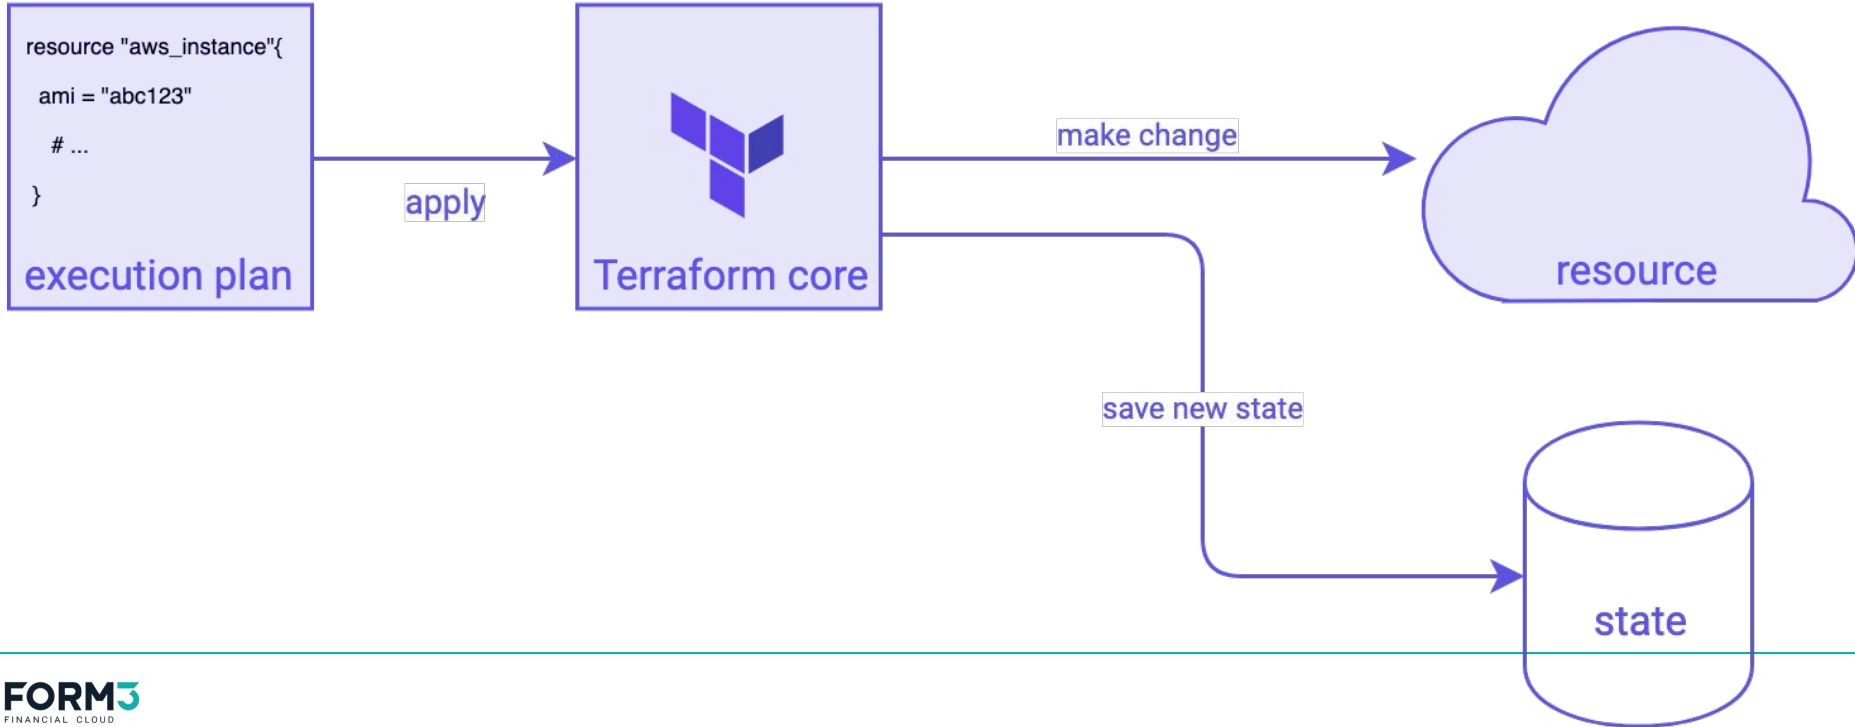 resource "aws_instance"{
ami = "abc123"
# ...
}
execution plan
apply
Terraform core
make change
resource
save new state
state
FORM3
FINANCIAL CLOUD